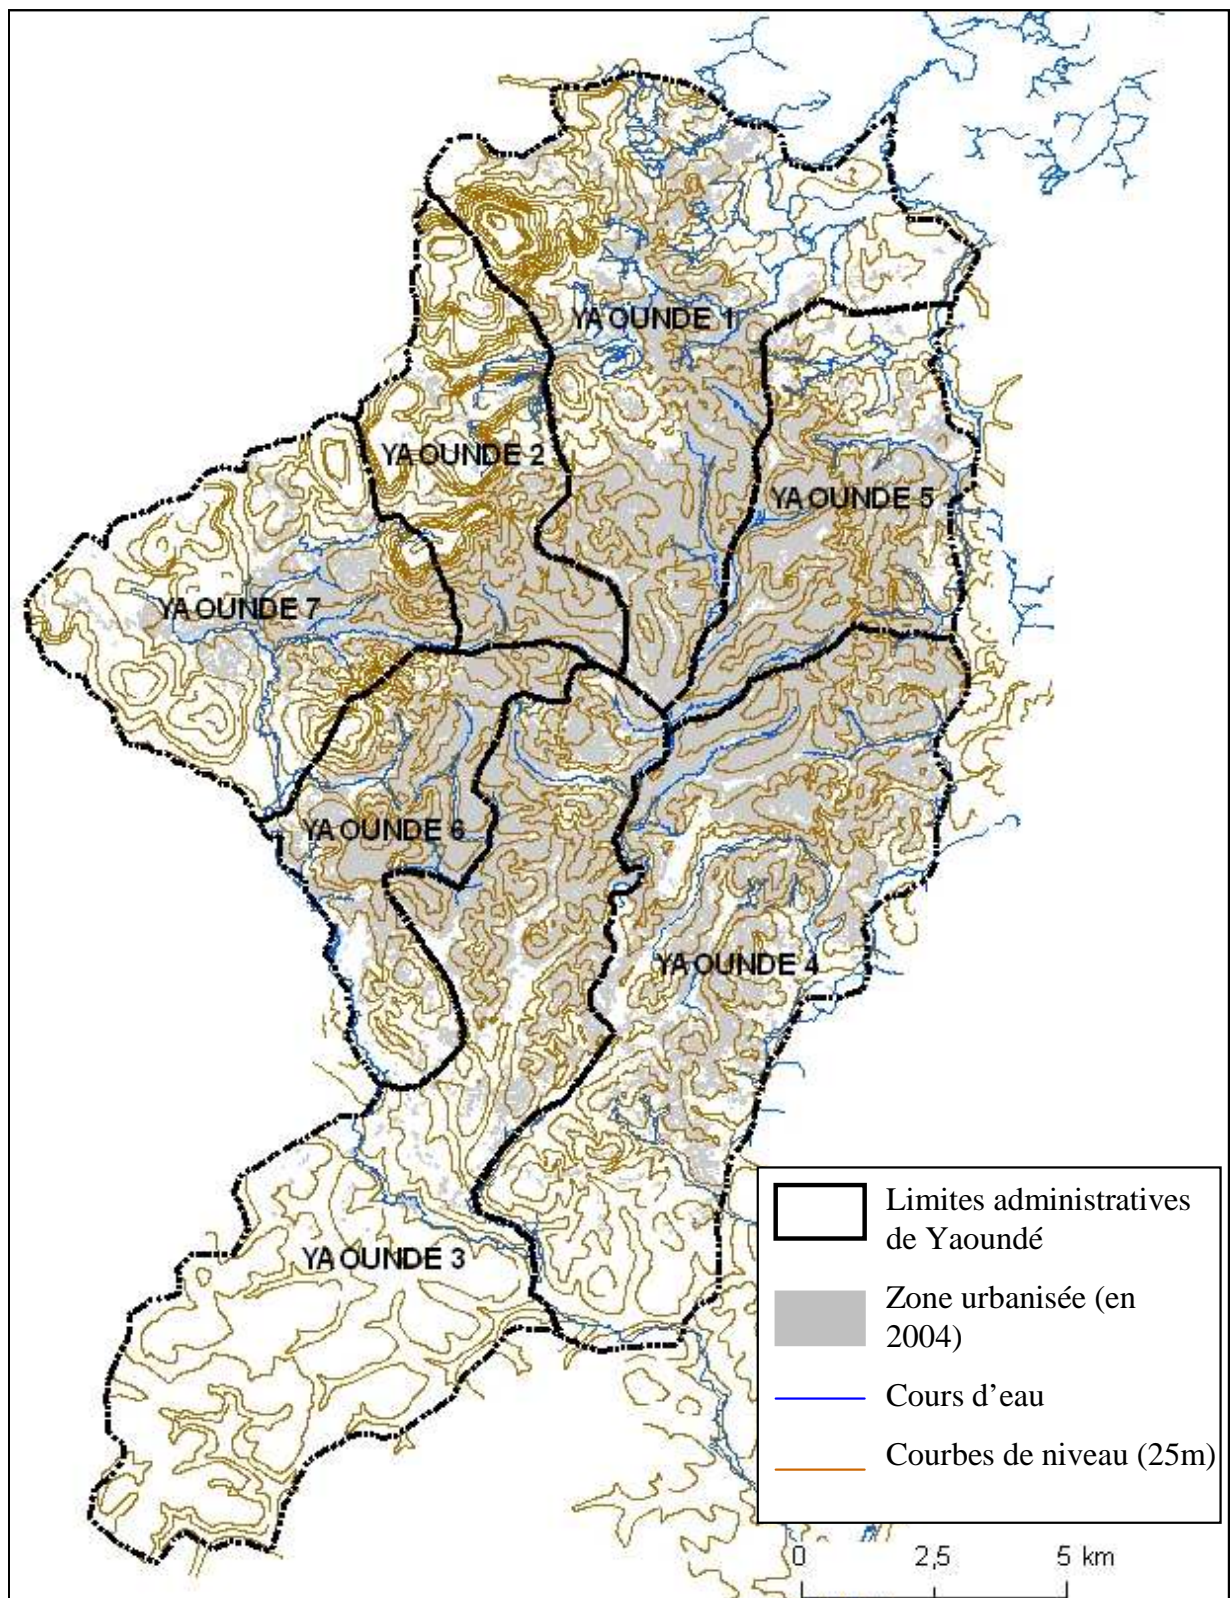 YAOUNDE 1
YAOUNDE 2
YAOUNDE 5
YAOUNDE 7
YAOUNDE 6
YAOUNDE 4
YAOUNDE 3
Limites administratives
de Yaoundé
Zone urbanisée (en
2004)
Cours d’eau
Courbes de niveau (25m)
0 2,5 5 km